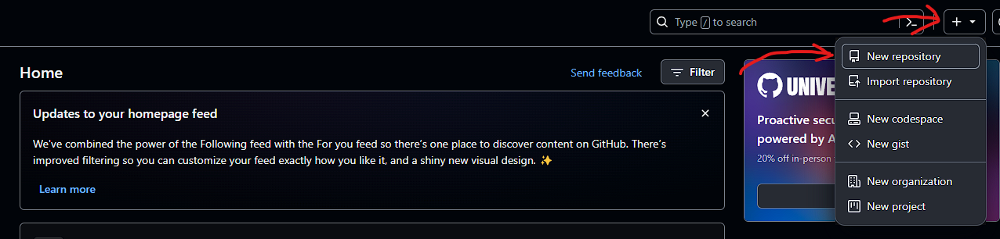 Type / to search
Home
Send feedback
Filter
Updates to your homepage feed
We've combined the power of the Following feed with the For you feed so there's one place to discover content on GitHub. There's
improved filtering so you can customize your feed exactly how you like it, and a shiny new visual design. ✨
Learn more
Proactive
powered by
20% off in-person
New repository
Import repository
New codespace
New gist
New organization
New project